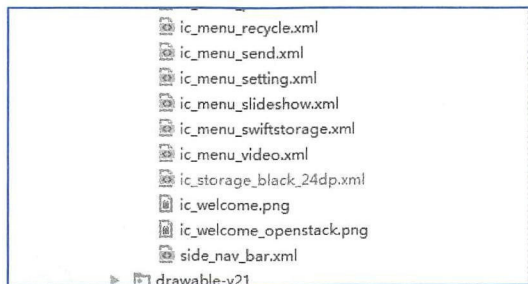 ic_menu_recycle.xml
ic_menu_send.xml
ic_menu_setting.xml
ic_menu_slideshow.xml
ic_menu_swiftstorage.xml
ic_menu_video.xml
ic_storage_black_24dp.xml
ic_welcome.png
ic_welcome_openstack.png
side_nav_bar.xml
drawable-v21